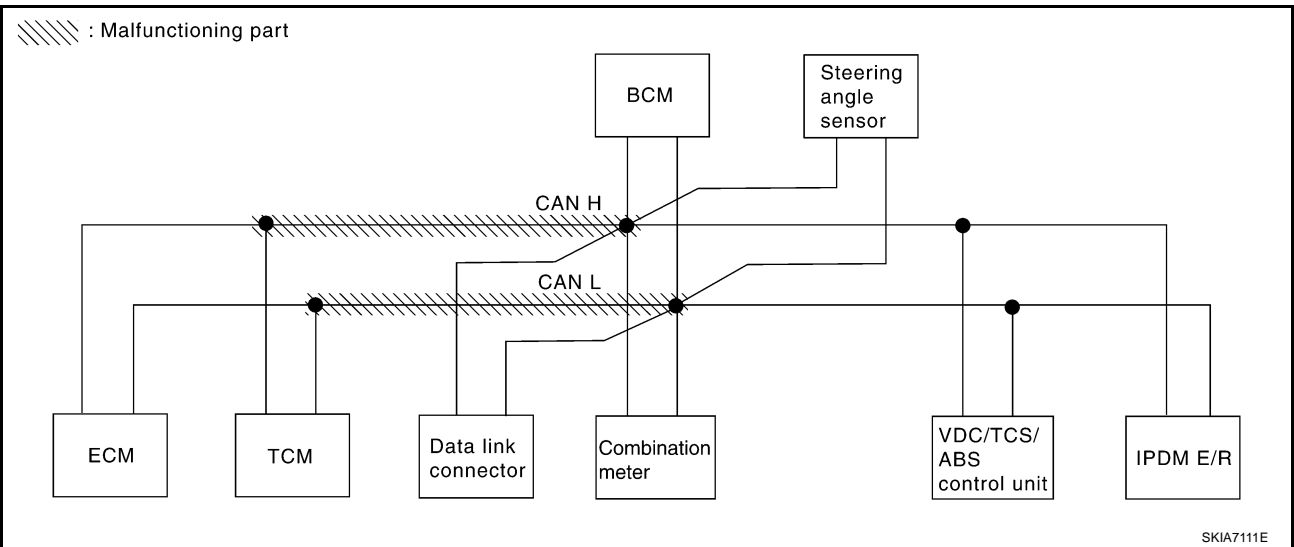 : Malfunctioning part
BCM
Steering
angle
sensor
CAN H
CAN L
ECM
TCM
Data link
connector
Combination
meter
VDC/TCS/
ABS
control unit
IPDM E/R
SKIA7111E